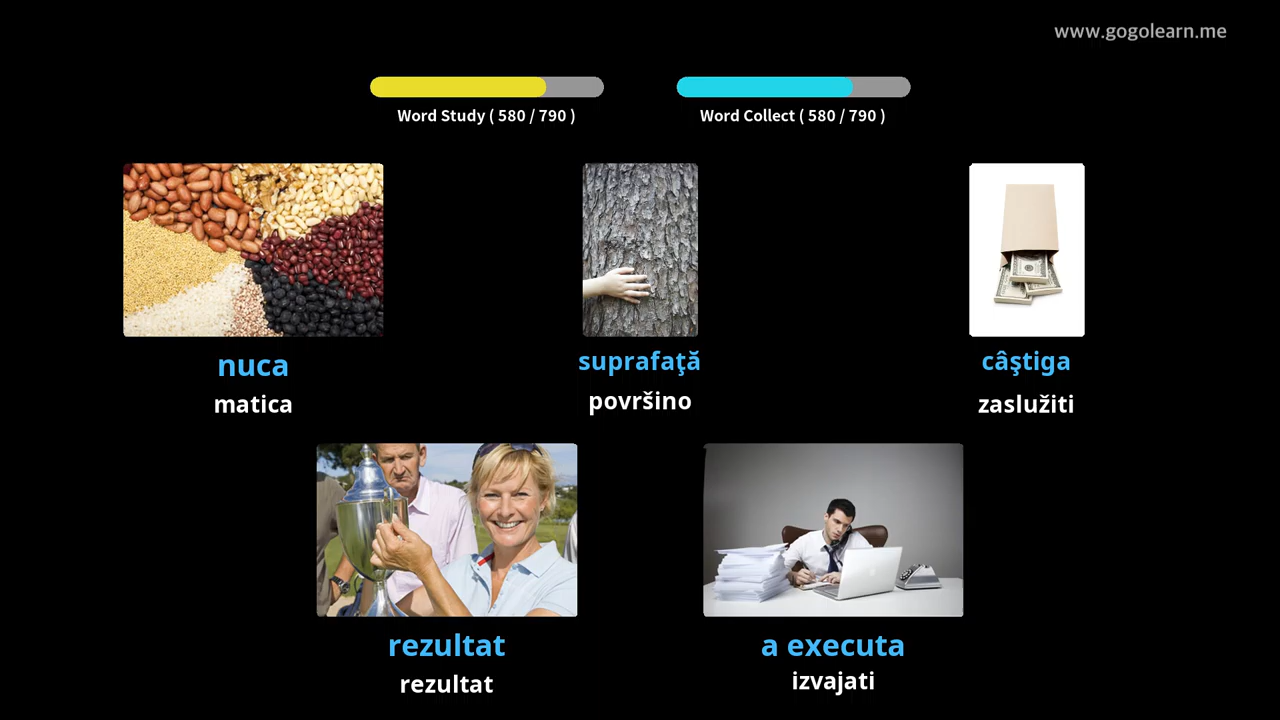 www.gogolearn.me
Word Study ( 580 / 790 )
Word Collect ( 580 / 790 )
nuca
matica
suprafaţă
površino
câştiga
zaslužiti
rezultat
rezultat
a executa
izvajati